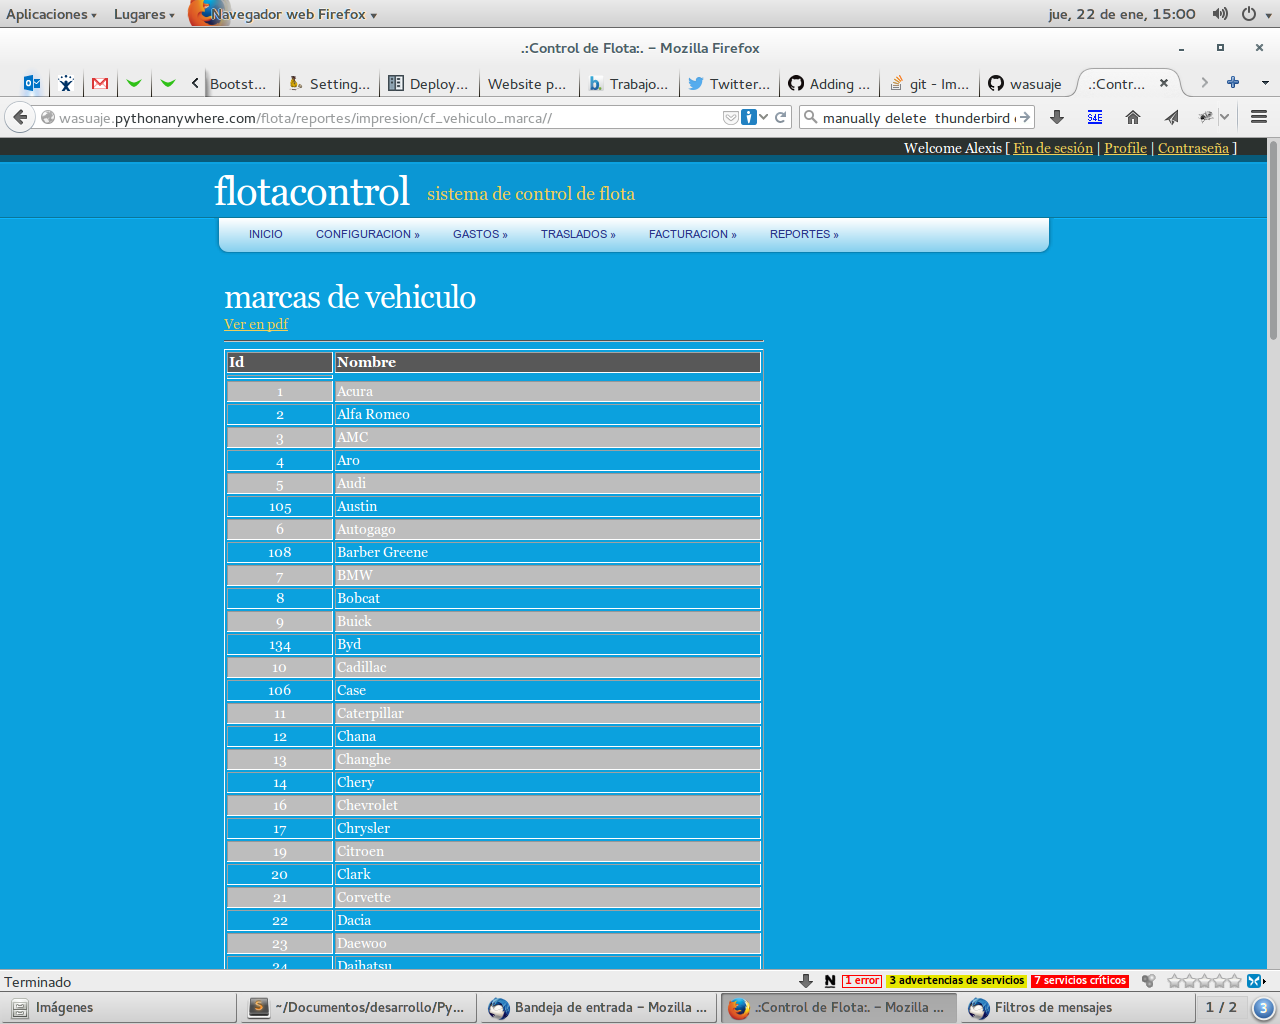 Aplicaciones Lugares Navegador web Firefox jue, 22 de ene, 15:00
.:Control de Flota:. – Mozilla Firefox
Bootst... Setting... Deploy... Website p... Trabajo... Twitter... Adding ... git - Im... wasuaje .:Contr...
wasuaje.pythonanywhere.com/flota/reportes/impresion/cf_vehiculo_marca// manually delete thunderbird S4E
Welcome Alexis [ Fin de sesión | Profile | Contraseña ]
flotacontrol sistema de control de flota
INICIO CONFIGURACION » GASTOS » TRASLADOS » FACTURACION » REPORTES »
marcas de vehiculo
Ver en pdf
Id Nombre
1 Acura
2 Alfa Romeo
3 AMC
4 Aro
5 Audi
105 Austin
6 Autogago
108 Barber Greene
7 BMW
8 Bobcat
9 Buick
134 Byd
10 Cadillac
106 Case
11 Caterpillar
12 Chana
13 Changhe
14 Chery
16 Chevrolet
17 Chrysler
19 Citroen
20 Clark
21 Corvette
22 Dacia
23 Daewoo
24 Daihatsu
Terminado 1 error 3 advertencias de servicios 7 servicios críticos
Imágenes ~/Documentos/desarrollo/Py... Bandeja de entrada – Mozilla ... .:Control de Flota:. – Mozilla ... Filtros de mensajes 1 / 2 3